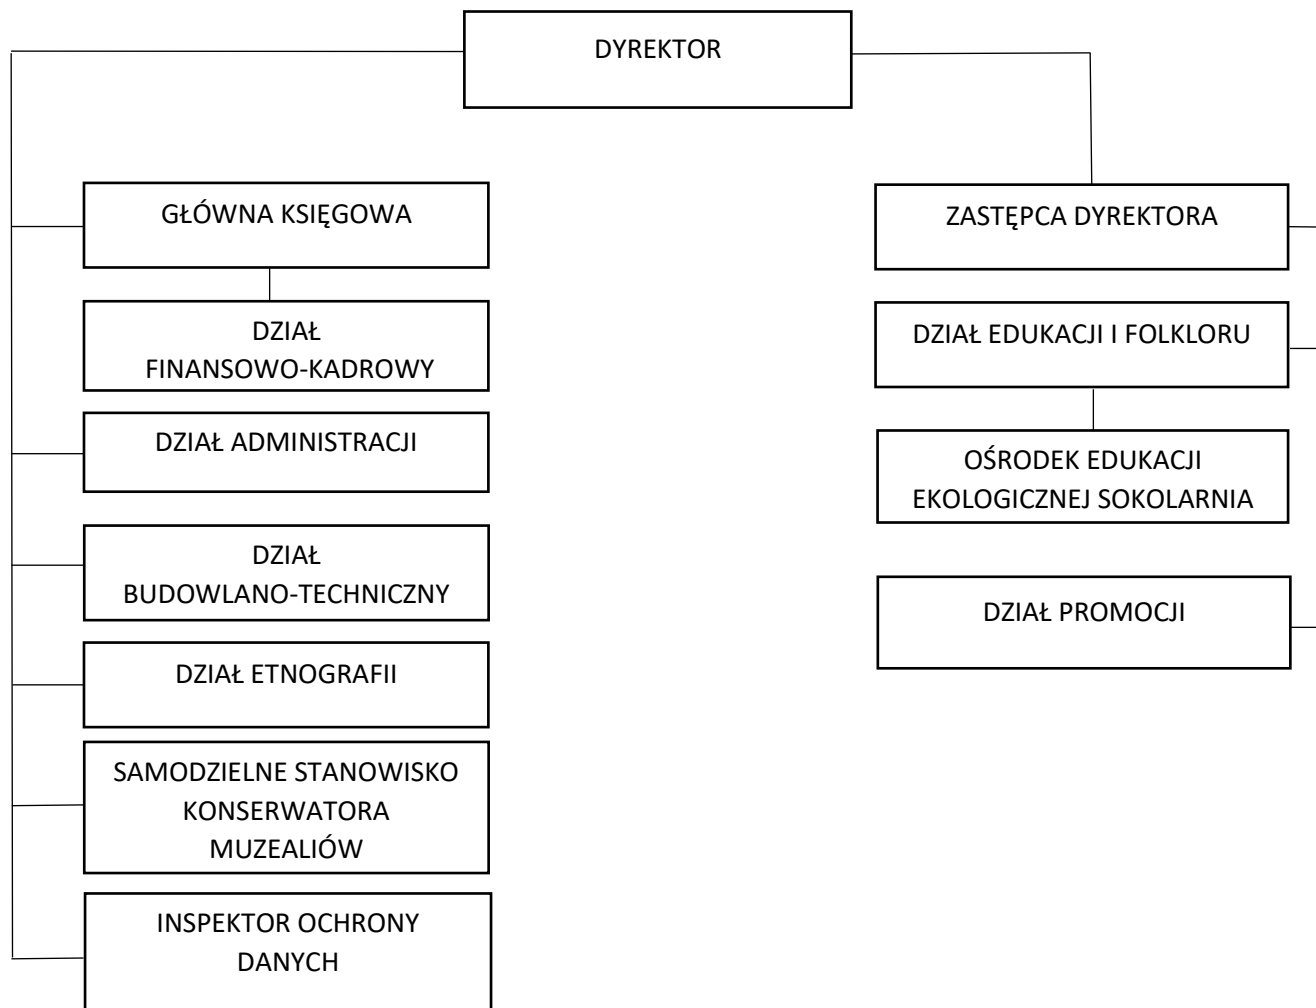 DYREKTOR
GŁÓWNA KSIĘGOWA
DZIAŁ
FINANSOWO-KADROWY
DZIAŁ ADMINISTRACJI
DZIAŁ
BUDOWLANO-TECHNICZNY
DZIAŁ ETNOGRAFII
SAMODZIELNE STANOWISKO
KONSERWATORA
MUZEALIÓW
INSPEKTOR OCHRONY
DANYCH
ZASTĘPCA DYREKTORA
DZIAŁ EDUKACJI I FOLKLORU
OŚRODEK EDUKACJI
EKOLOGICZNEJ SOKOLARNIA
DZIAŁ PROMOCJI